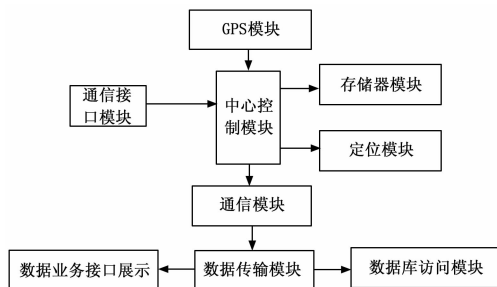 GPS模块
通信接
口模块
中心控
制模块
存储器模块
定位模块
通信模块
数据业务接口展示
数据传输模块
数据库访问模块